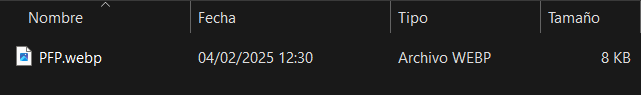 Nombre Fecha Tipo Tamaño
PFP.webp 04/02/2025 12:30 Archivo WEBP 8 KB